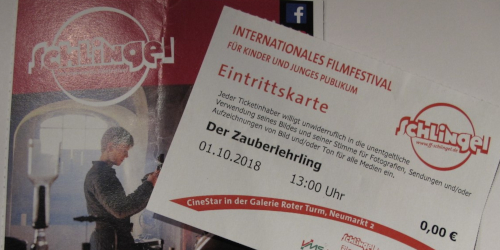 SCHLiNGEL
f
INTERNATIONALES FILMFESTIVAL
FÜR KINDER UND JUNGES PUBLIKUM
Eintrittskarte
Jeder Ticketinhaber willigt unwiderruflich in die unentgeltliche
Verwendung seines Bildes und seiner Stimme für Fotografien, Sendungen und/oder
Aufzeichnungen von Bild und/oder Ton für alle Medien ein.
SCHLiNGEL
Der Zauberlehrling
01.10.2018 13:00 Uhr
0,00 €
CineStar in der Galerie Roter Turm, Neumarkt 2
SCHLiNGEL